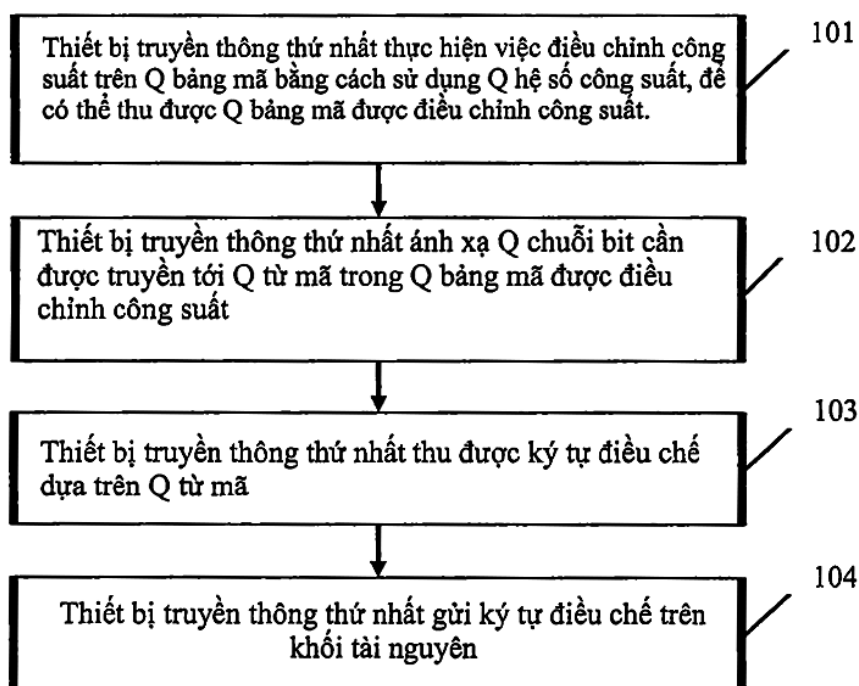 Thiết bị truyền thông thứ nhất thực hiện việc điều chỉnh công
suất trên Q bảng mã bằng cách sử dụng Q hệ số công suất, để
có thể thu được Q bảng mã được điều chỉnh công suất.
101
Thiết bị truyền thông thứ nhất ánh xạ Q chuỗi bit cần
được truyền tới Q từ mã trong Q bảng mã được điều
chỉnh công suất
102
Thiết bị truyền thông thứ nhất thu được ký tự điều chế
dựa trên Q từ mã
103
Thiết bị truyền thông thứ nhất gửi ký tự điều chế trên
khối tài nguyên
104